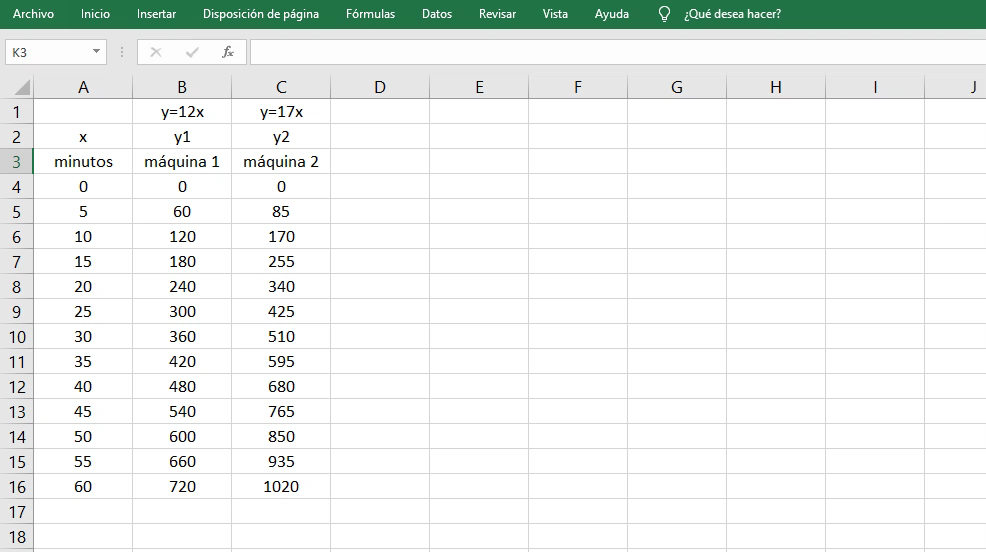 Archivo Inicio Insertar Disposición de página Fórmulas Datos Revisar Vista Ayuda ¿Qué desea hacer?
K3 fx
A B C D E F G H I J
1 y=12x y=17x
2 x y1 y2
3 minutos máquina 1 máquina 2
4 0 0 0
5 5 60 85
6 10 120 170
7 15 180 255
8 20 240 340
9 25 300 425
10 30 360 510
11 35 420 595
12 40 480 680
13 45 540 765
14 50 600 850
15 55 660 935
16 60 720 1020
17
18